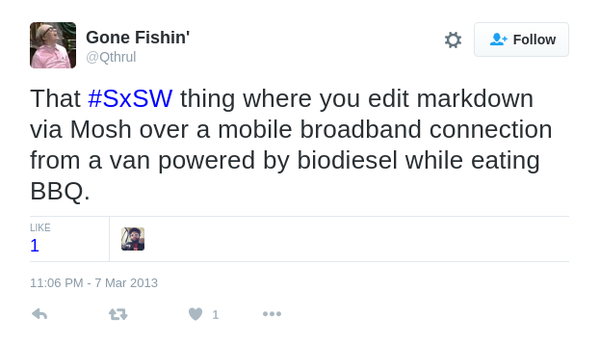 Gone Fishin'
@Qthrul
Follow
That #SxSW thing where you edit markdown
via Mosh over a mobile broadband connection
from a van powered by biodiesel while eating
BBQ.
LIKE
1
11:06 PM - 7 Mar 2013
1